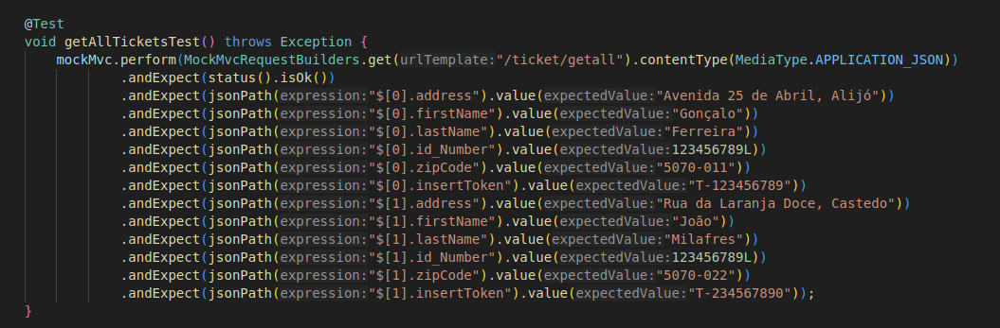 @Test
void getAllTicketsTest() throws Exception {
mockMvc.perform(MockMvcRequestBuilders.get(urlTemplate:"/ticket/getall").contentType(MediaType.APPLICATION_JSON))
.andExpect(status().isOk())
.andExpect(jsonPath(expression:"$[0].address").value(expectedValue:"Avenida 25 de Abril, Alijó"))
.andExpect(jsonPath(expression:"$[0].firstName").value(expectedValue:"Gonçalo"))
.andExpect(jsonPath(expression:"$[0].lastName").value(expectedValue:"Ferreira"))
.andExpect(jsonPath(expression:"$[0].id_Number").value(expectedValue:123456789L))
.andExpect(jsonPath(expression:"$[0].zipCode").value(expectedValue:"5070-011"))
.andExpect(jsonPath(expression:"$[0].insertToken").value(expectedValue:"T-123456789"))
.andExpect(jsonPath(expression:"$[1].address").value(expectedValue:"Rua da Laranja Doce, Castedo"))
.andExpect(jsonPath(expression:"$[1].firstName").value(expectedValue:"João"))
.andExpect(jsonPath(expression:"$[1].lastName").value(expectedValue:"Milafres"))
.andExpect(jsonPath(expression:"$[1].id_Number").value(expectedValue:123456789L))
.andExpect(jsonPath(expression:"$[1].zipCode").value(expectedValue:"5070-022"))
.andExpect(jsonPath(expression:"$[1].insertToken").value(expectedValue:"T-234567890"));
}